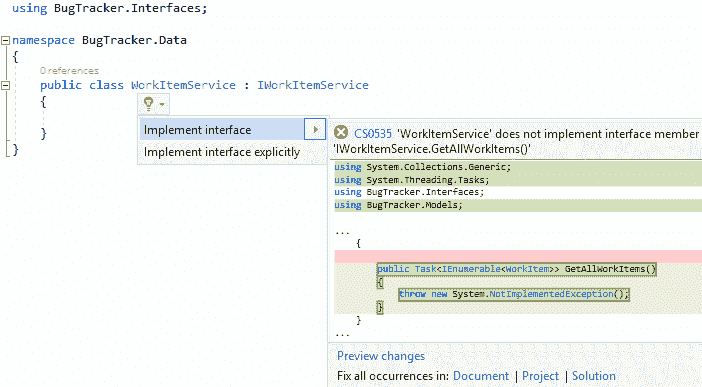 using BugTracker.Interfaces;
namespace BugTracker.Data
{
0 references
public class WorkItemService : IWorkItemService
{
}
}
Implement interface
Implement interface explicitly
CS0535 'WorkItemService' does not implement interface member
'IWorkItemService.GetAllWorkItems()'
using System.Collections.Generic;
using System.Threading.Tasks;
using BugTracker.Interfaces;
using BugTracker.Models;
...
{
public Task<IEnumerable<WorkItem>> GetAllWorkItems()
{
throw new System.NotImplementedException();
}
}
...
Preview changes
Fix all occurrences in: Document | Project | Solution